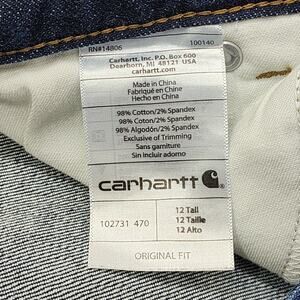 RN#14806 100140
Carhartt, Inc. P.O. Box 600
Dearborn, MI 48121 USA
carhartt.com
Made in China
Fabriqué en China
Hecho en China
98% Cotton/2% Spandex
98% Coton/2% Spandex
98% Algodón/2% Spandex
Exclusive of Trimming
Sans garniture
Sin incluir adorno
carhartt
102731 470
12 Tall
12 Taille
12 Alto
ORIGINAL FIT